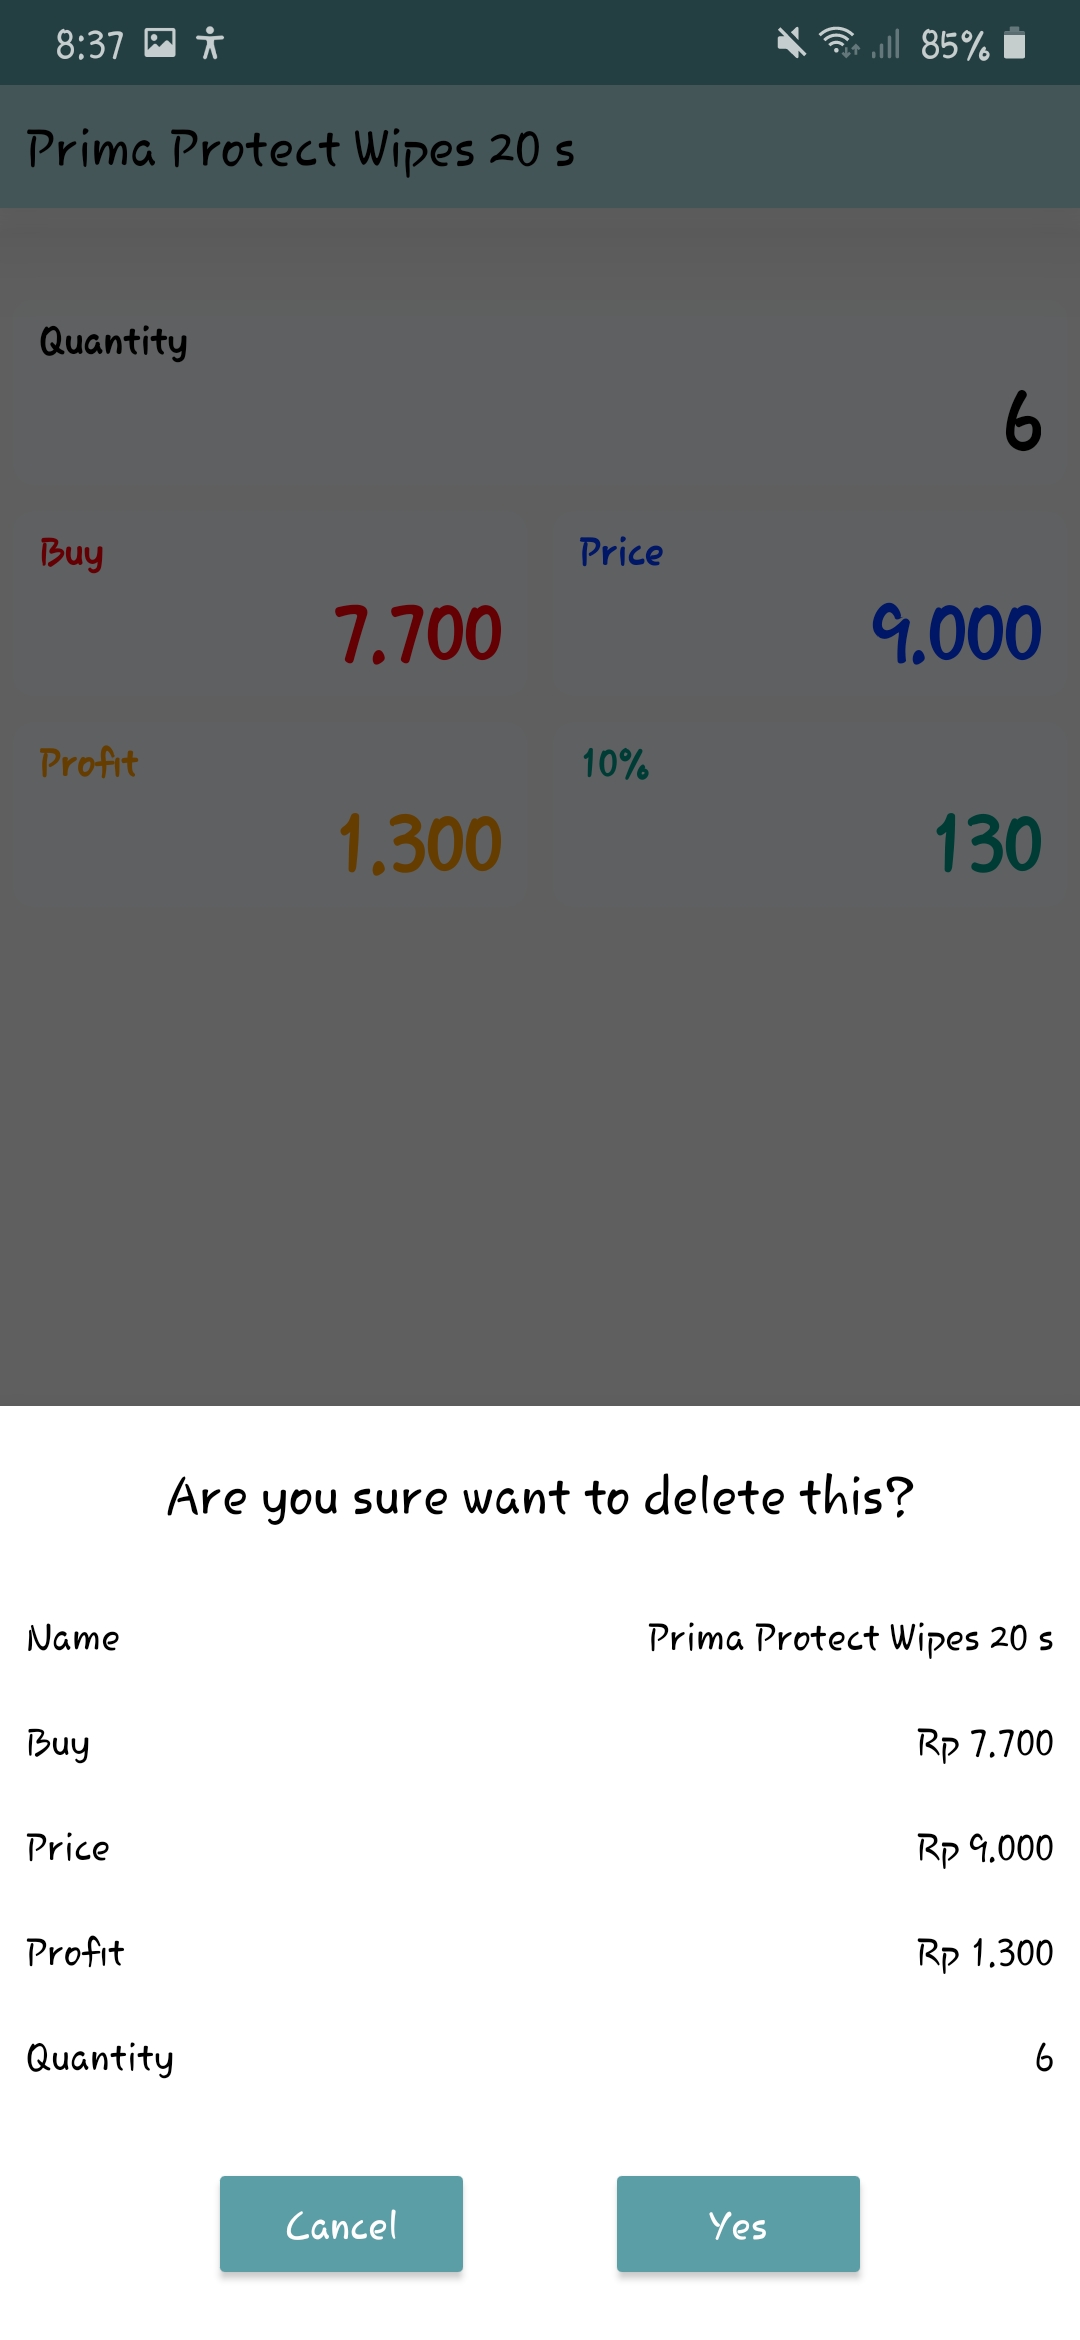 8:37 85%
Prima Protect Wipes 20 s
Quantity
6
Buy Price
7.700 9.000
Profit 10%
1.300 130
Are you sure want to delete this?
Name Prima Protect Wipes 20 s
Buy Rp 7.700
Price Rp 9.000
Profit Rp 1.300
Quantity 6
Cancel Yes